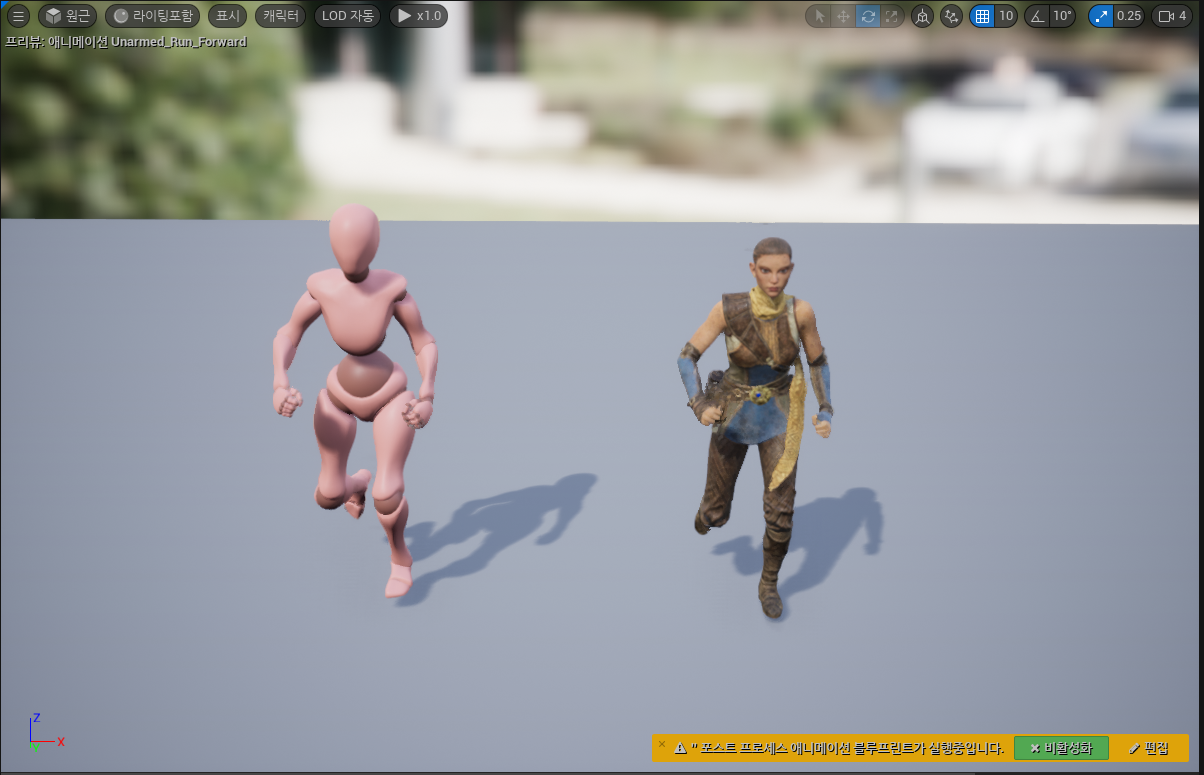 원근 라이팅포함 표시 캐릭터 LOD 자동 x1.0 10 10° 0.25 4
프리뷰: 애니메이션 Unarmed_Run_Forward
Z
X
Y
" 포스트 프로세스 애니메이션 블루프린트가 실행중입니다. 비활성화 편집